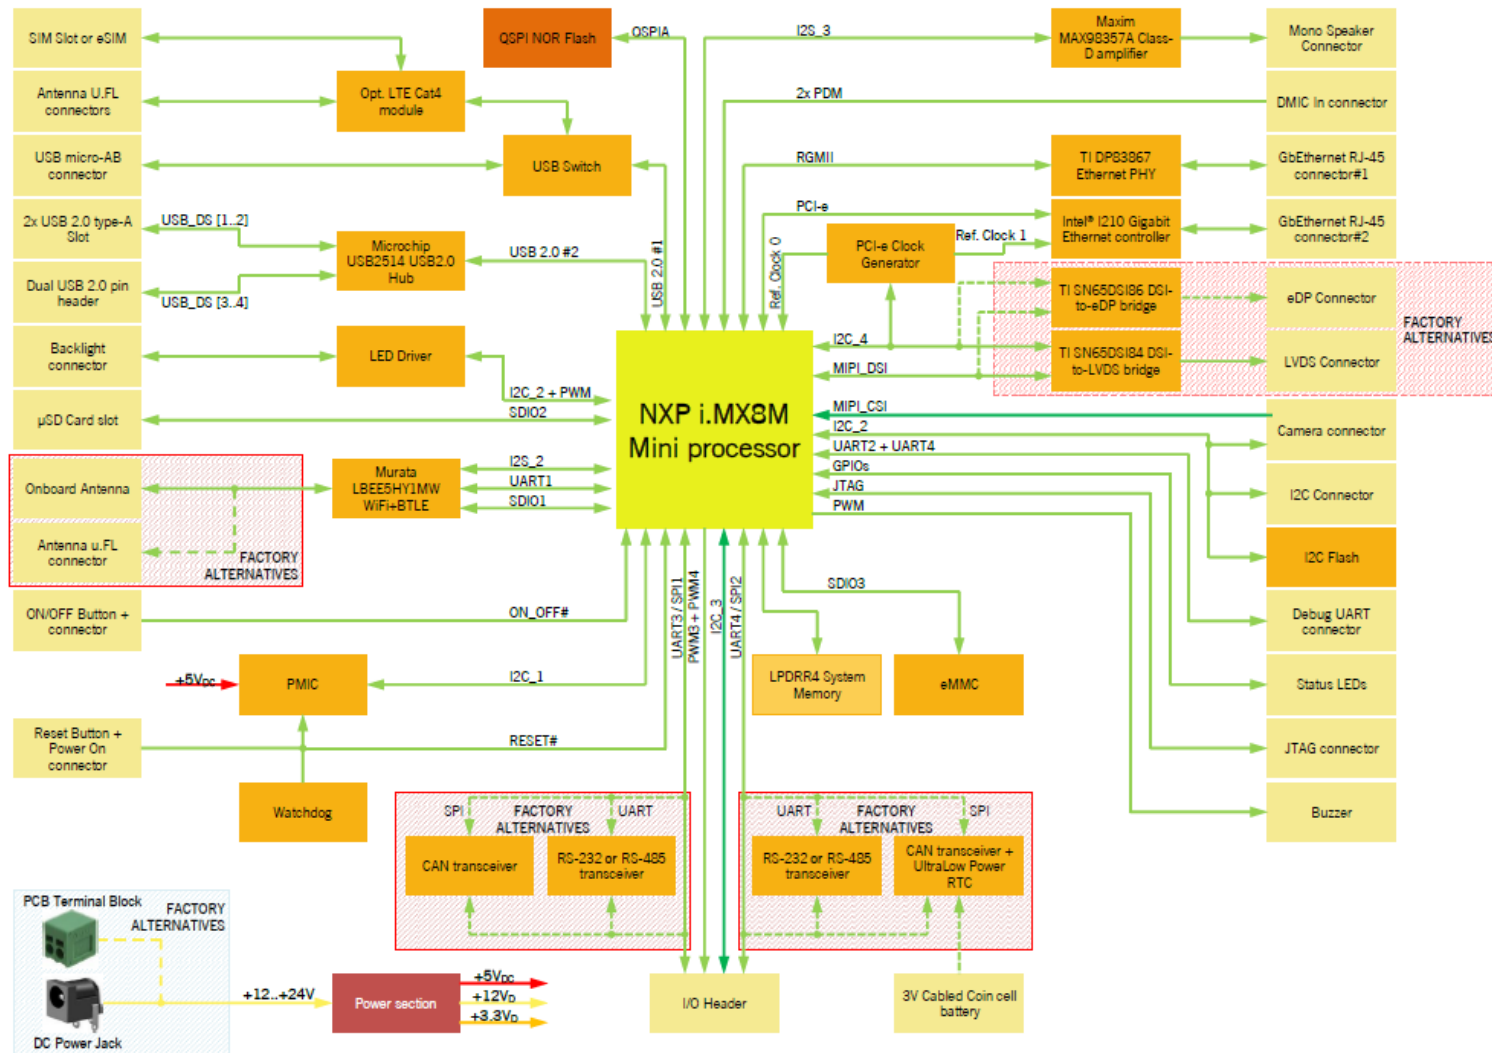 SIM Slot or eSIM
Antenna U.FL
connectors
USB micro-AB
connector
2x USB 2.0 type-A
Slot
Dual USB 2.0 pin
header
Backlight
connector
µSD Card slot
Onboard Antenna
Antenna u.FL
connector
FACTORY
ALTERNATIVES
ON/OFF Button +
connector
Reset Button +
Power On
connector
QSPI NOR Flash
QSPIA
Opt. LTE Cat4
module
USB Switch
USB_DS [1..2]
USB_DS [3..4]
Microchip
USB2514 USB2.0
Hub
USB 2.0 #2
USB 2.0 #1
LED Driver
I2C_2 + PWM
SDIO2
Murata
LBEE5HY1MW
WiFi+BTLE
I2S_2
UART1
SDIO1
ON_OFF#
+5VDC
PMIC
I2C_1
RESET#
Watchdog
NXP i.MX8M
Mini processor
I2S_3
Maxim
MAX98357A Class-
D amplifier
Mono Speaker
Connector
2x PDM
DMIC In connector
RGMII
TI DP83867
Ethernet PHY
GbEthernet RJ-45
connector#1
PCI-e
Intel® I210 Gigabit
Ethernet controller
GbEthernet RJ-45
connector#2
Ref. Clock 0
PCI-e Clock
Generator
Ref. Clock 1
TI SN65DSI86 DSI-
to-eDP bridge
eDP Connector
TI SN65DSI84 DSI-
to-LVDS bridge
LVDS Connector
FACTORY
ALTERNATIVES
I2C_4
MIPI_DSI
MIPI_CSI
I2C_2
UART2 + UART4
GPIOs
JTAG
PWM
Camera connector
I2C Connector
I2C Flash
Debug UART
connector
Status LEDs
JTAG connector
Buzzer
UART3 / SPI1
PWM3 + PWM4
I2C_3
UART4 / SPI2
SDIO3
LPDRR4 System
Memory
eMMC
SPI
FACTORY
ALTERNATIVES
UART
CAN transceiver
RS-232 or RS-485
transceiver
UART
FACTORY
ALTERNATIVES
SPI
RS-232 or RS-485
transceiver
CAN transceiver +
UltraLow Power
RTC
I/O Header
3V Cabled Coin cell
battery
PCB Terminal Block
FACTORY
ALTERNATIVES
DC Power Jack
+12..+24V
Power section
+5VDC
+12VD
+3.3VD